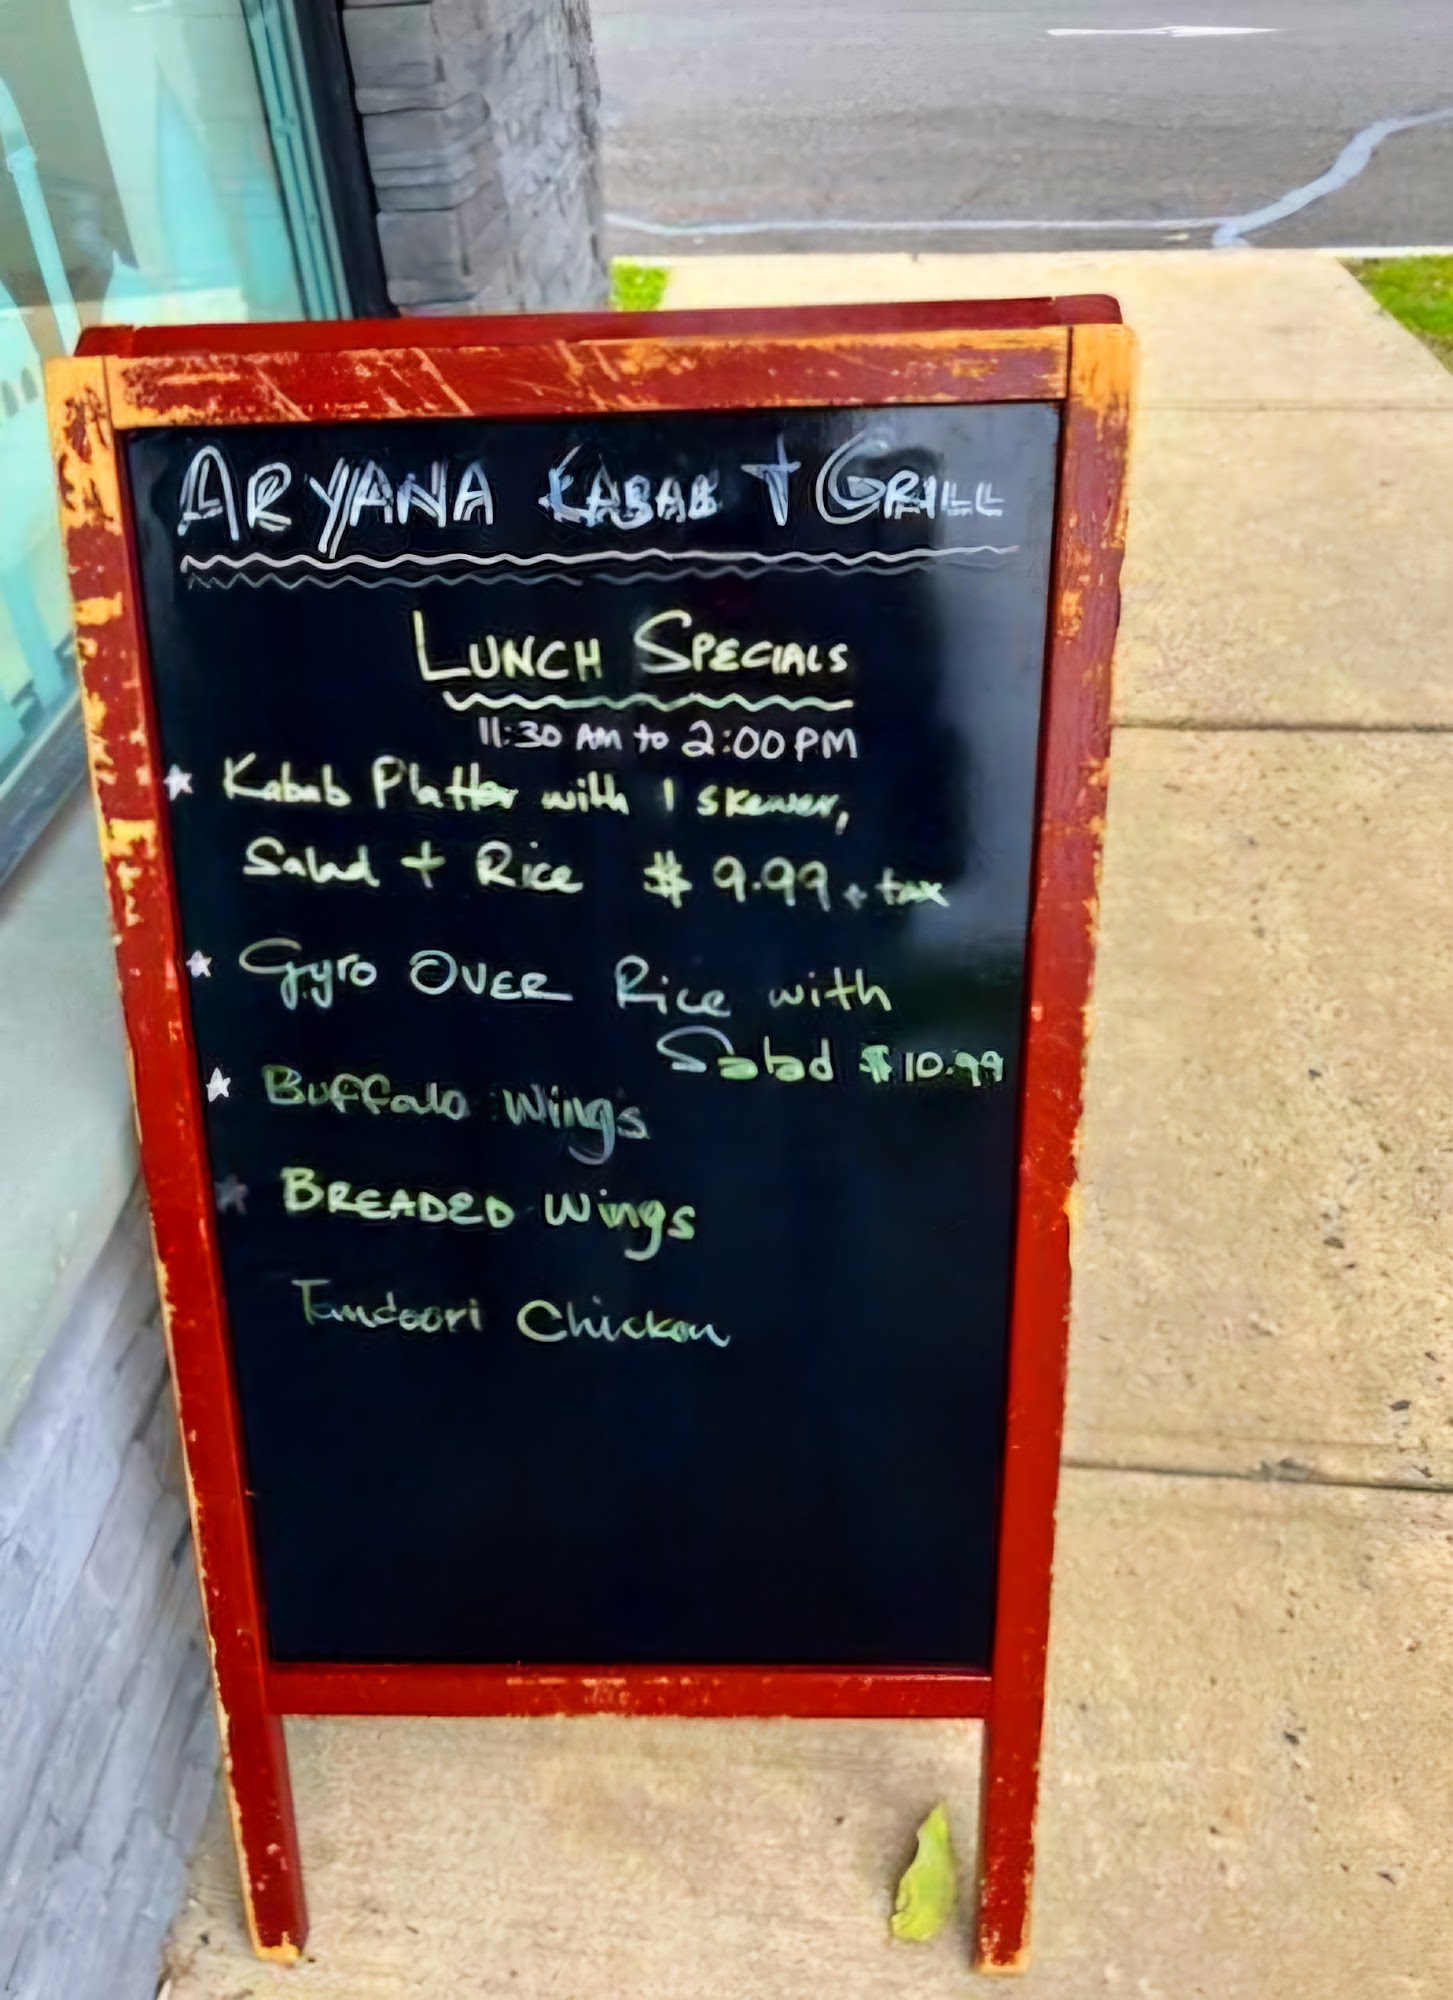 ARYANA KABAB + GRILL
LUNCH SPECIALS
11:30 AM to 2:00 PM
Kabab Platter with 1 skewer,
Salad + Rice $ 9.99 + tax
Gyro OVER Rice with
Salad $10.99
Buffalo Wings
BREADED Wings
Tandoori Chicken